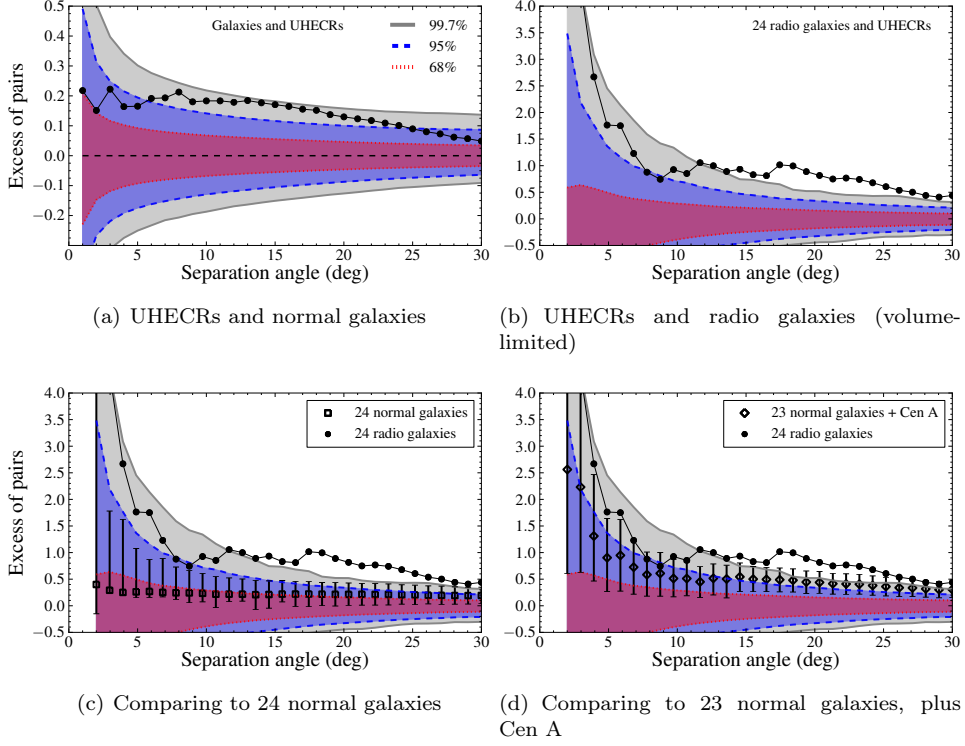 Galaxies and UHECRs
99.7%
95%
68%
Excess of pairs
0.5
0.4
0.3
0.2
0.1
0.0
−0.1
−0.2
0 5 10 15 20 25 30
Separation angle (deg)
(a) UHECRs and normal galaxies
24 radio galaxies and UHECRs
4.0
3.5
3.0
2.5
2.0
1.5
1.0
0.5
0.0
−0.5
0 5 10 15 20 25 30
Separation angle (deg)
(b) UHECRs and radio galaxies (volume-
limited)
24 normal galaxies
24 radio galaxies
Excess of pairs
4.0
3.5
3.0
2.5
2.0
1.5
1.0
0.5
0.0
−0.5
0 5 10 15 20 25 30
Separation angle (deg)
(c) Comparing to 24 normal galaxies
23 normal galaxies + Cen A
24 radio galaxies
4.0
3.5
3.0
2.5
2.0
1.5
1.0
0.5
0.0
−0.5
0 5 10 15 20 25 30
Separation angle (deg)
(d) Comparing to 23 normal galaxies, plus
Cen A